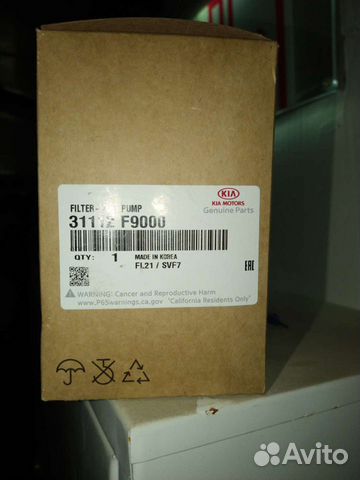 FILTER- PUMP
31112 F9000
KIA
KIA MOTORS
Genuine Parts
QTY: 1
MADE IN KOREA
FL21 / SVF7
EAC
WARNING: Cancer and Reproductive Harm
www.P65warnings.ca.gov "California Residents Only"
Avito